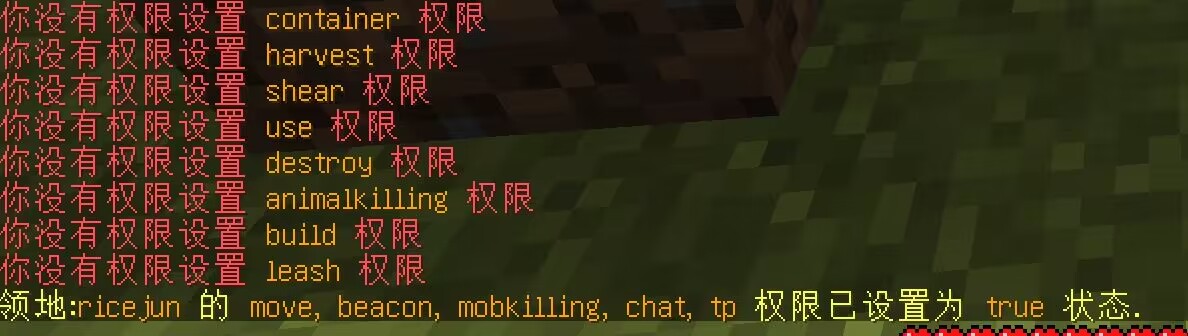 你没有权限设置 container 权限
你没有权限设置 harvest 权限
你没有权限设置 shear 权限
你没有权限设置 use 权限
你没有权限设置 destroy 权限
你没有权限设置 animalkilling 权限
你没有权限设置 build 权限
你没有权限设置 leash 权限
领地:ricejun 的 move, beacon, mobkilling, chat, tp 权限已设置为 true 状态.